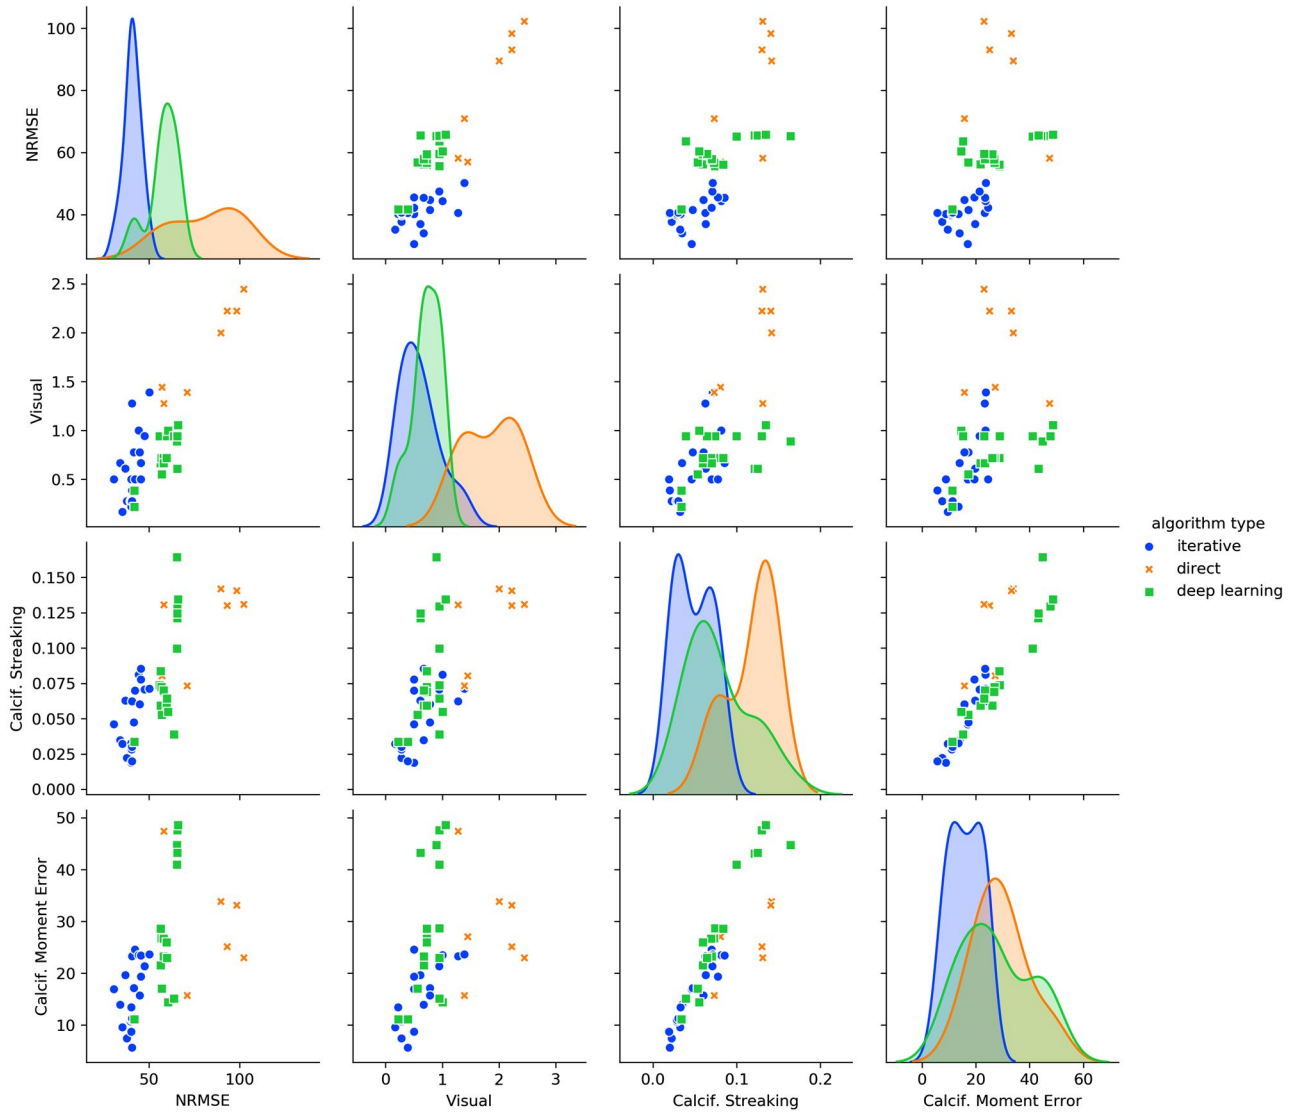 100
80
60
40
NRMSE
2.5
2.0
1.5
1.0
0.5
Visual
algorithm type
iterative
direct
deep learning
0.150
0.125
0.100
0.075
0.050
0.025
0.000
Calcif. Streaking
50
40
30
20
10
Calcif. Moment Error
50 100
0 1 2 3
0.0 0.1 0.2
0 20 40 60
NRMSE
Visual
Calcif. Streaking
Calcif. Moment Error